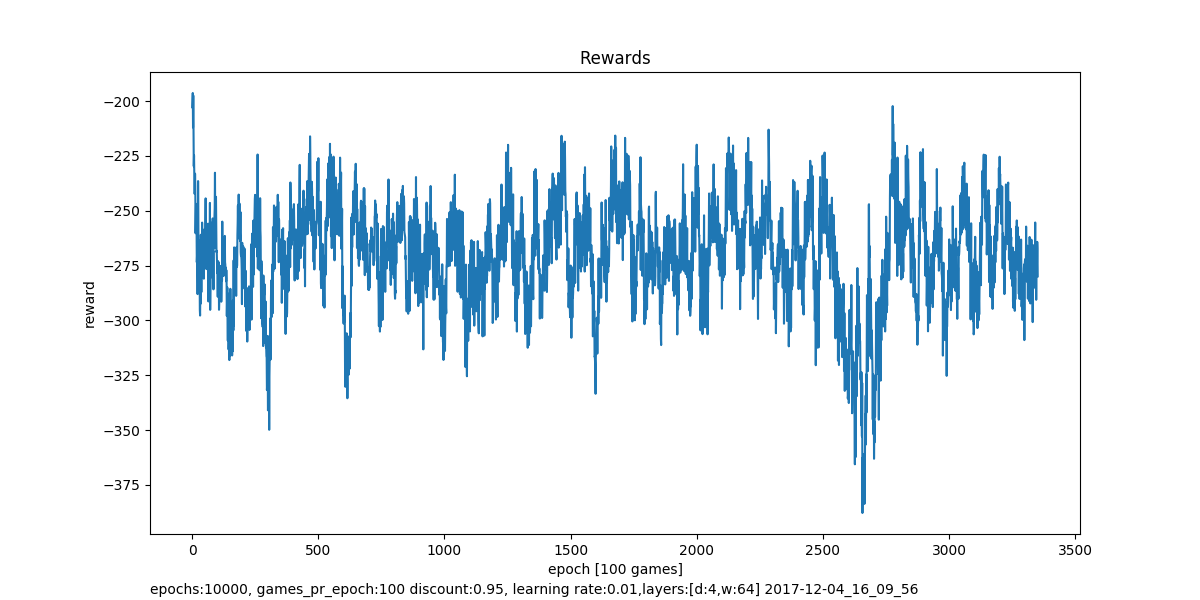 Rewards
−200
−225
−250
−275
−300
−325
−350
−375
reward
0 500 1000 1500 2000 2500 3000 3500
epoch [100 games]
epochs:10000, games_pr_epoch:100 discount:0.95, learning rate:0.01,layers:[d:4,w:64] 2017-12-04_16_09_56